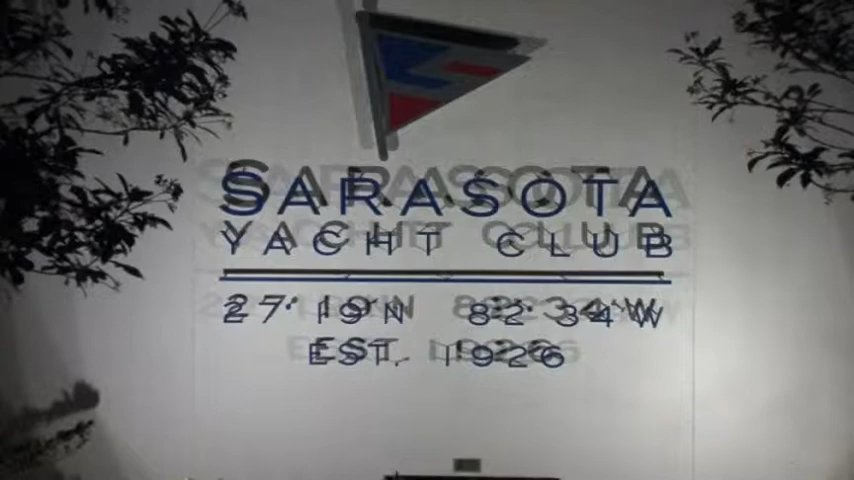 SARASOTA
YACHT CLUB
27° 19'N 82° 34'W
EST. 1926